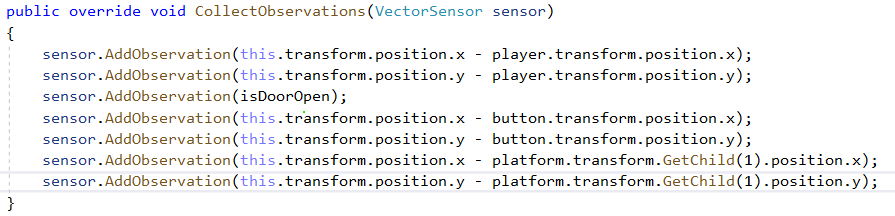 public override void CollectObservations(VectorSensor sensor)
{
sensor.AddObservation(this.transform.position.x - player.transform.position.x);
sensor.AddObservation(this.transform.position.y - player.transform.position.y);
sensor.AddObservation(isDoorOpen);
sensor.AddObservation(this.transform.position.x - button.transform.position.x);
sensor.AddObservation(this.transform.position.y - button.transform.position.y);
sensor.AddObservation(this.transform.position.x - platform.transform.GetChild(1).position.x);
sensor.AddObservation(this.transform.position.y - platform.transform.GetChild(1).position.y);
}